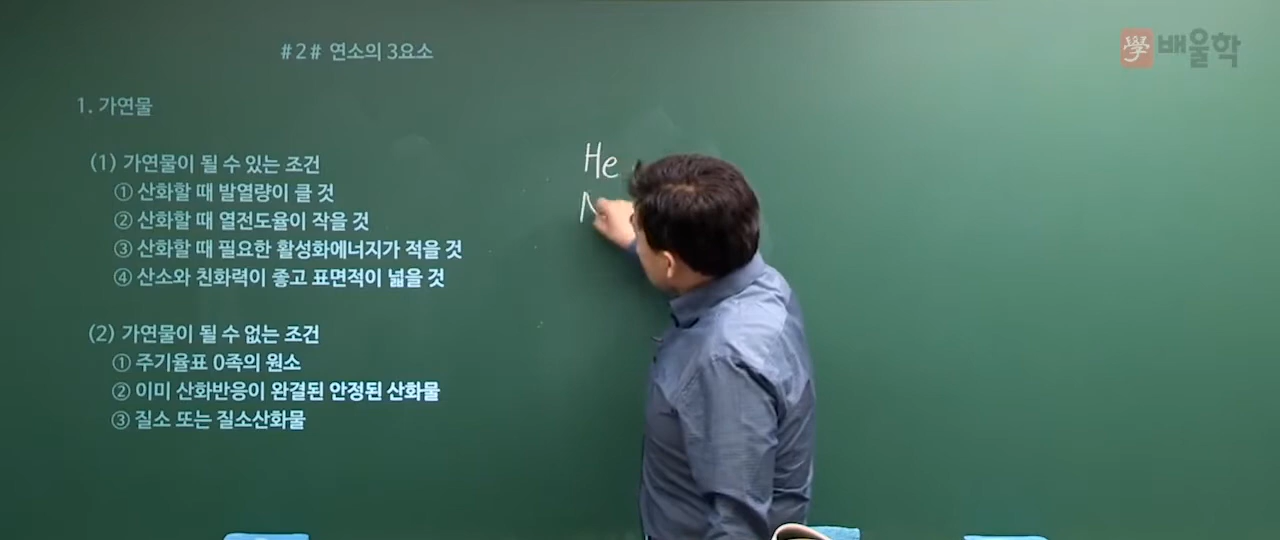 #2# 연소의 3요소
學 배울학
1. 가연물
(1) 가연물이 될 수 있는 조건
① 산화할 때 발열량이 클 것
② 산화할 때 열전도율이 작을 것
③ 산화할 때 필요한 활성화에너지가 적을 것
④ 산소와 친화력이 좋고 표면적이 넓을 것
(2) 가연물이 될 수 없는 조건
① 주기율표 0족의 원소
② 이미 산화반응이 완결된 안정된 산화물
③ 질소 또는 질소산화물
He